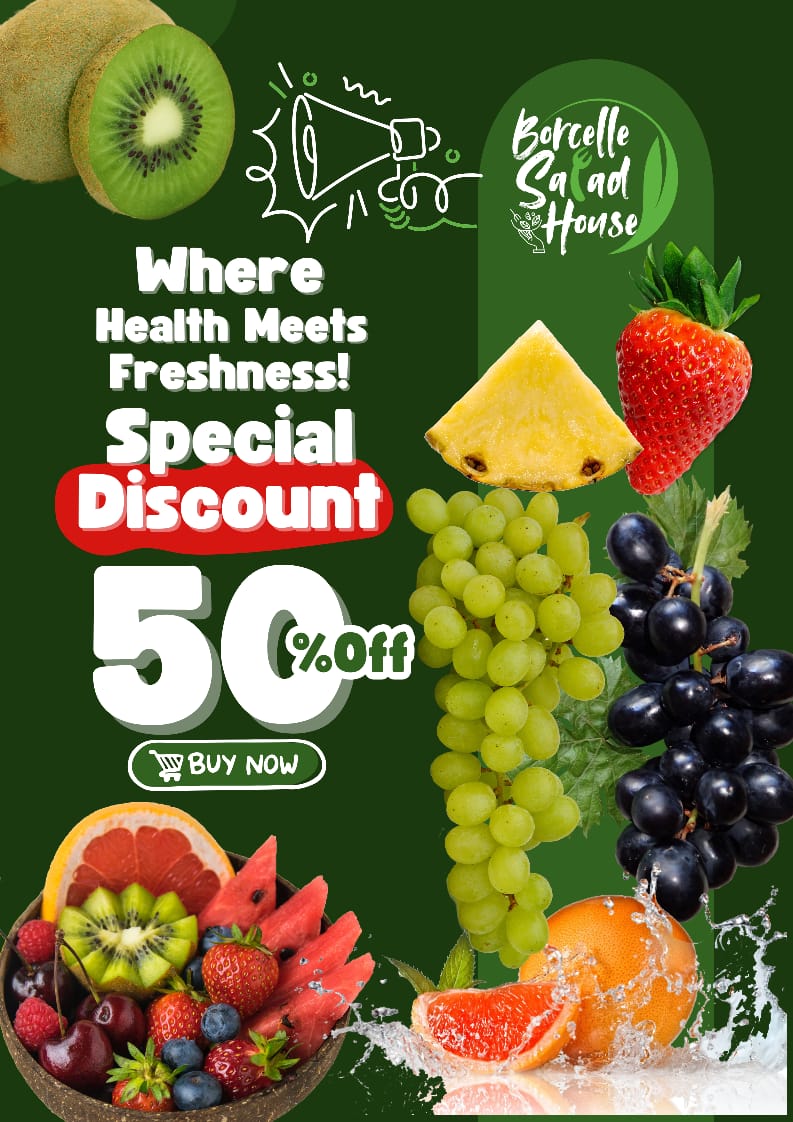 Borcelle
Salad
House
Where
Health Meets
Freshness!
Special
Discount
50
%Off
BUY NOW